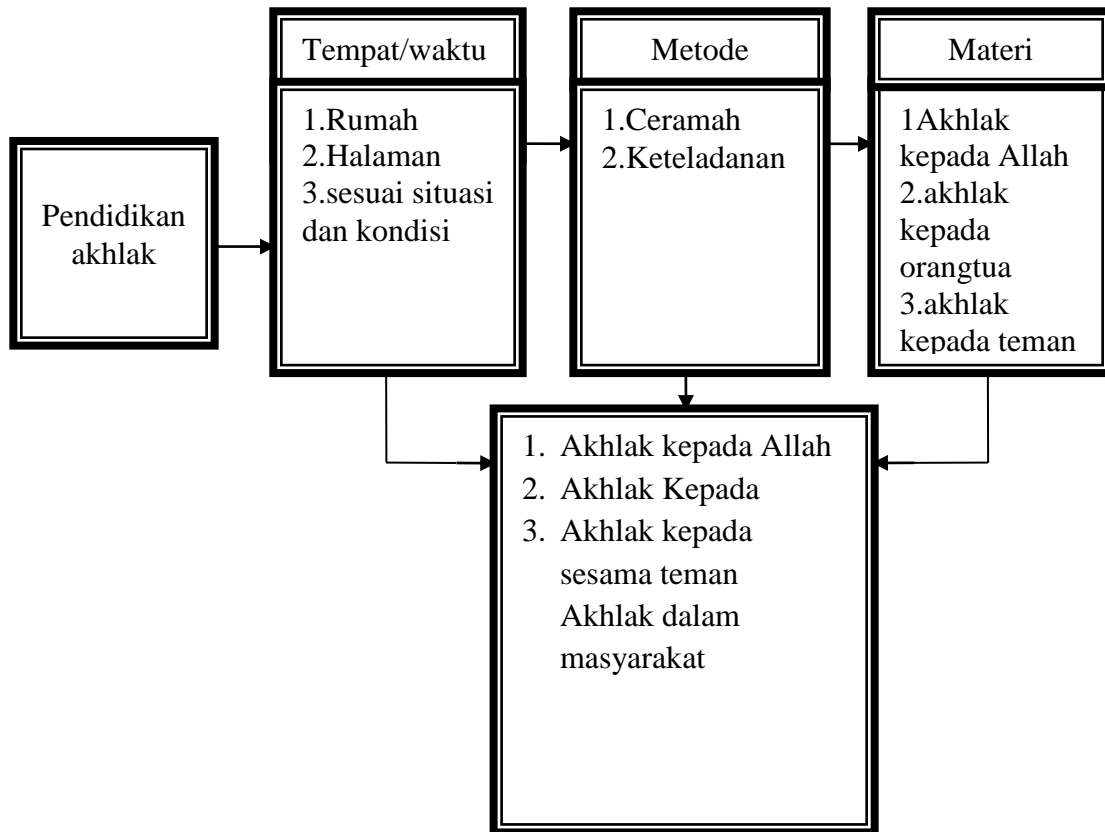 Pendidikan
akhlak
Tempat/waktu
1.Rumah
2.Halaman
3.sesuai situasi
dan kondisi
Metode
1.Ceramah
2.Keteladanan
Materi
1Akhlak
kepada Allah
2.akhlak
kepada
orangtua
3.akhlak
kepada teman
1. Akhlak kepada Allah
2. Akhlak Kepada
3. Akhlak kepada
sesama teman
Akhlak dalam
masyarakat